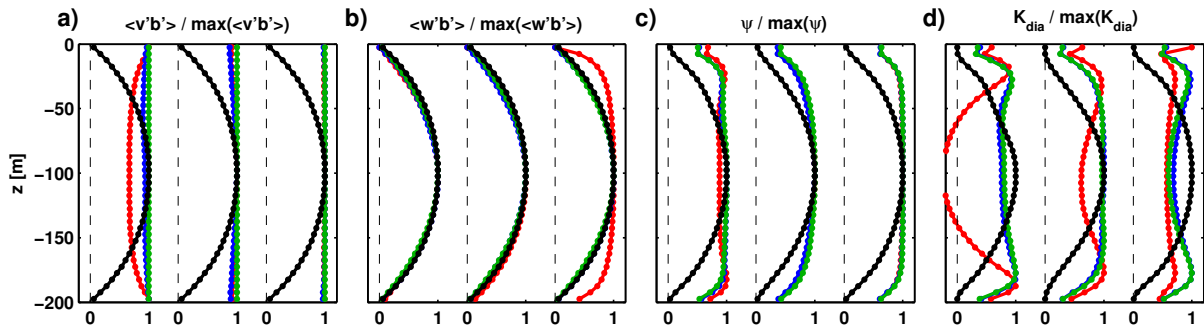 a) <v'b'> / max(<v'b'>)
b) <w'b'> / max(<w'b'>)
c) ψ / max(ψ)
d) K_dia / max(K_dia)
z [m]
0
−50
−100
−150
−200
0 1 0 1 0 1
0 1 0 1 0 1
0 1 0 1 0 1
0 1 0 1 0 1